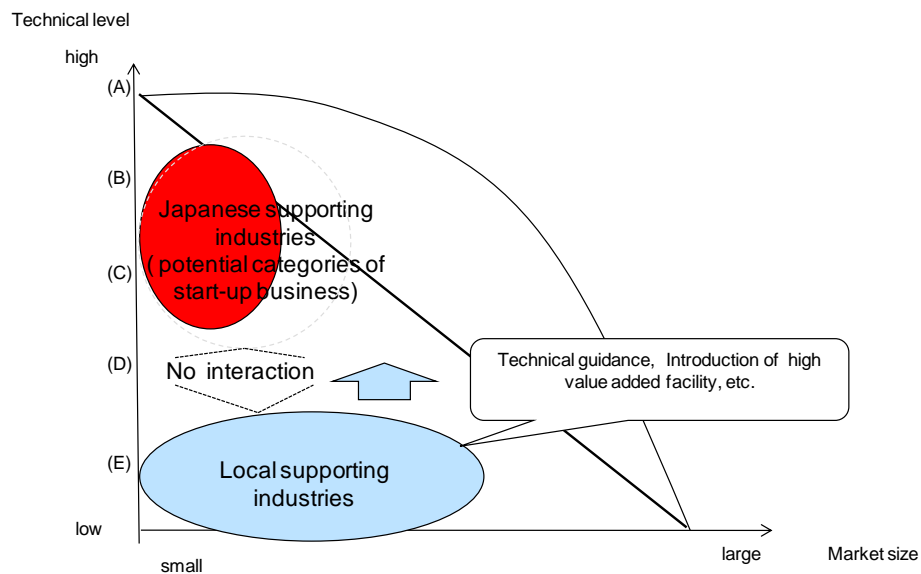 Technical level
high
(A)
(B)
Japanese supporting
industries
( potential categories of
start-up business)
(C)
(D)
No interaction
Technical guidance, Introduction of high
value added facility, etc.
(E)
Local supporting
industries
low
small
large
Market size